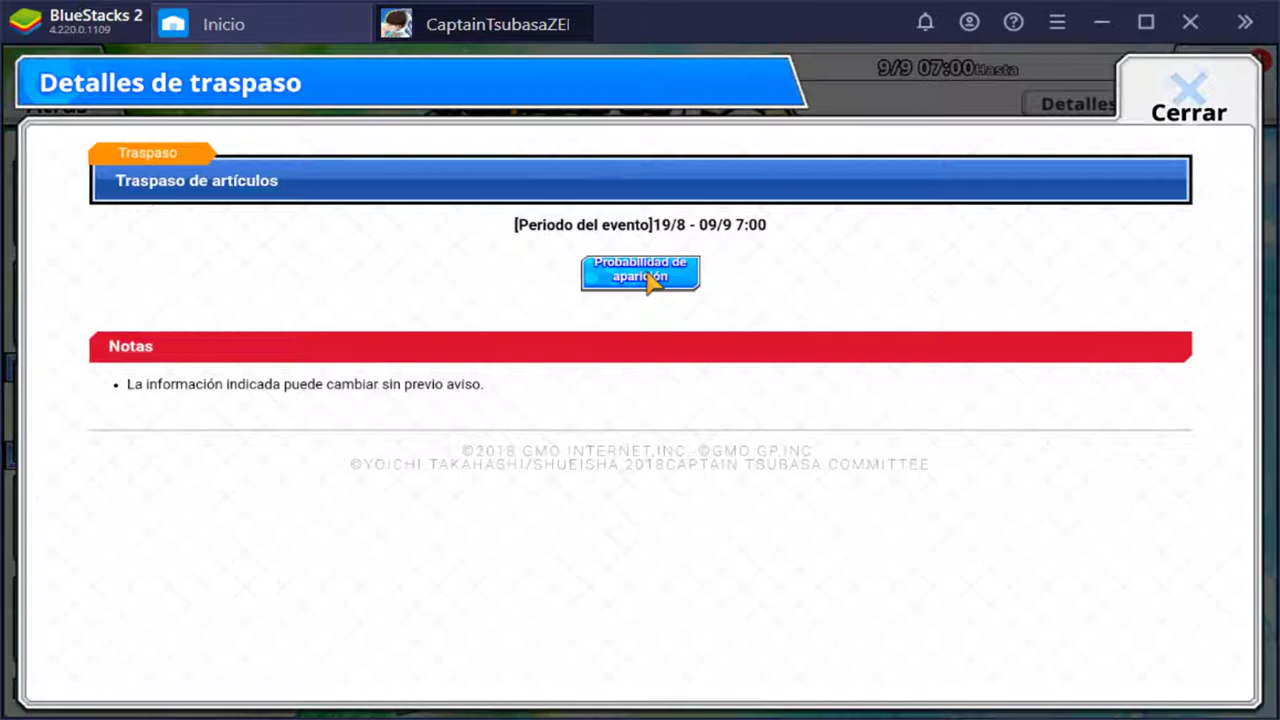 BlueStacks 2
4.220.0.1109
Inicio
CaptainTsubasaZEI
9/9 07:00Hasta
Detalles de traspaso
Detalles
Cerrar
Atrás
Traspaso
Traspaso de artículos
[Periodo del evento]19/8 - 09/9 7:00
Probabilidad de
aparición
Notas
• La información indicada puede cambiar sin previo aviso.
©2018 GMO INTERNET,INC. ©GMO GP,INC
©YOICHI TAKAHASHI/SHUEISHA 2018CAPTAIN TSUBASA COMMITTEE